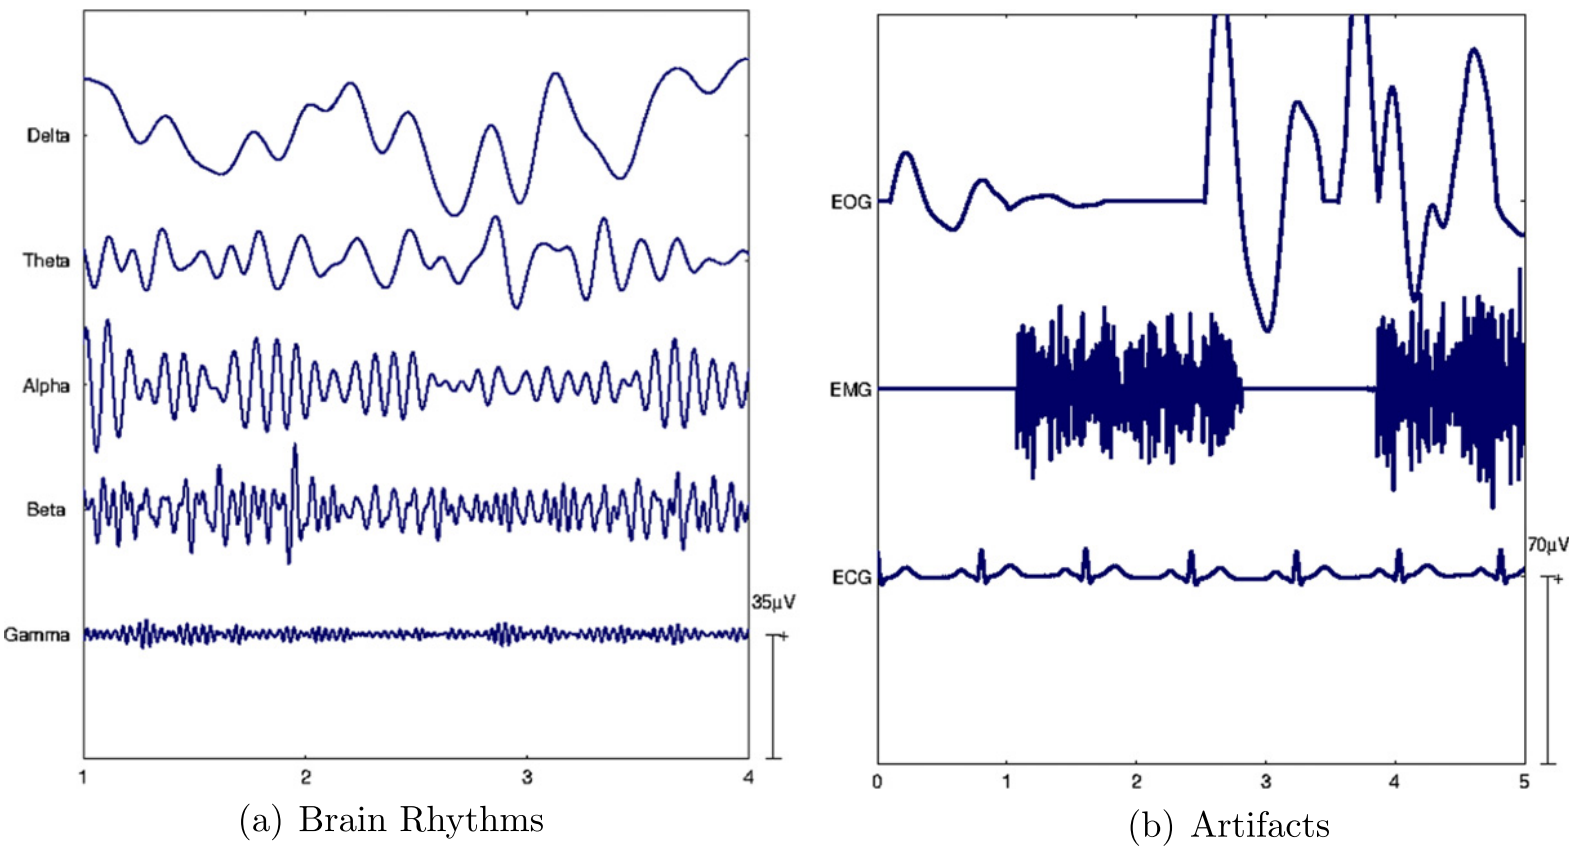 Delta
Theta
Alpha
Beta
Gamma
35µV
+
1 2 3 4
(a) Brain Rhythms
EOG
EMG
ECG
70µV
+
0 1 2 3 4 5
(b) Artifacts